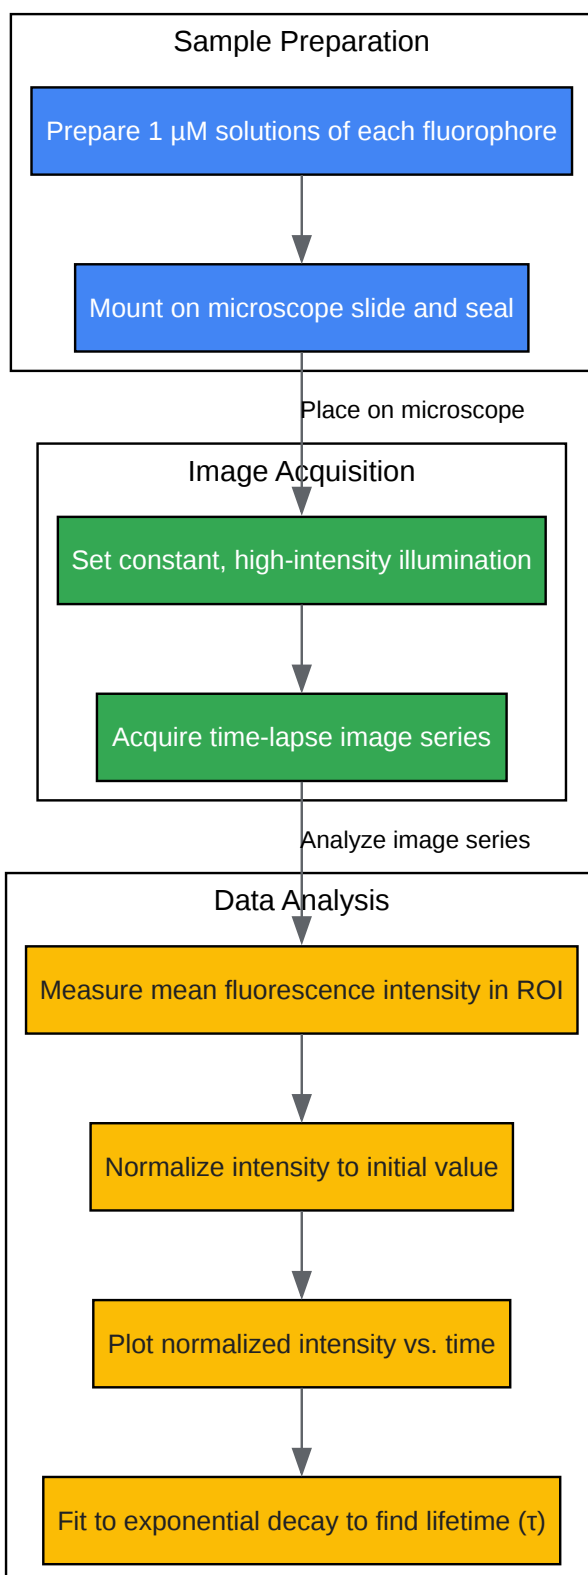 Sample Preparation
Prepare 1 µM solutions of each fluorophore
Mount on microscope slide and seal
Place on microscope
Image Acquisition
Set constant, high-intensity illumination
Acquire time-lapse image series
Analyze image series
Data Analysis
Measure mean fluorescence intensity in ROI
Normalize intensity to initial value
Plot normalized intensity vs. time
Fit to exponential decay to find lifetime (τ)